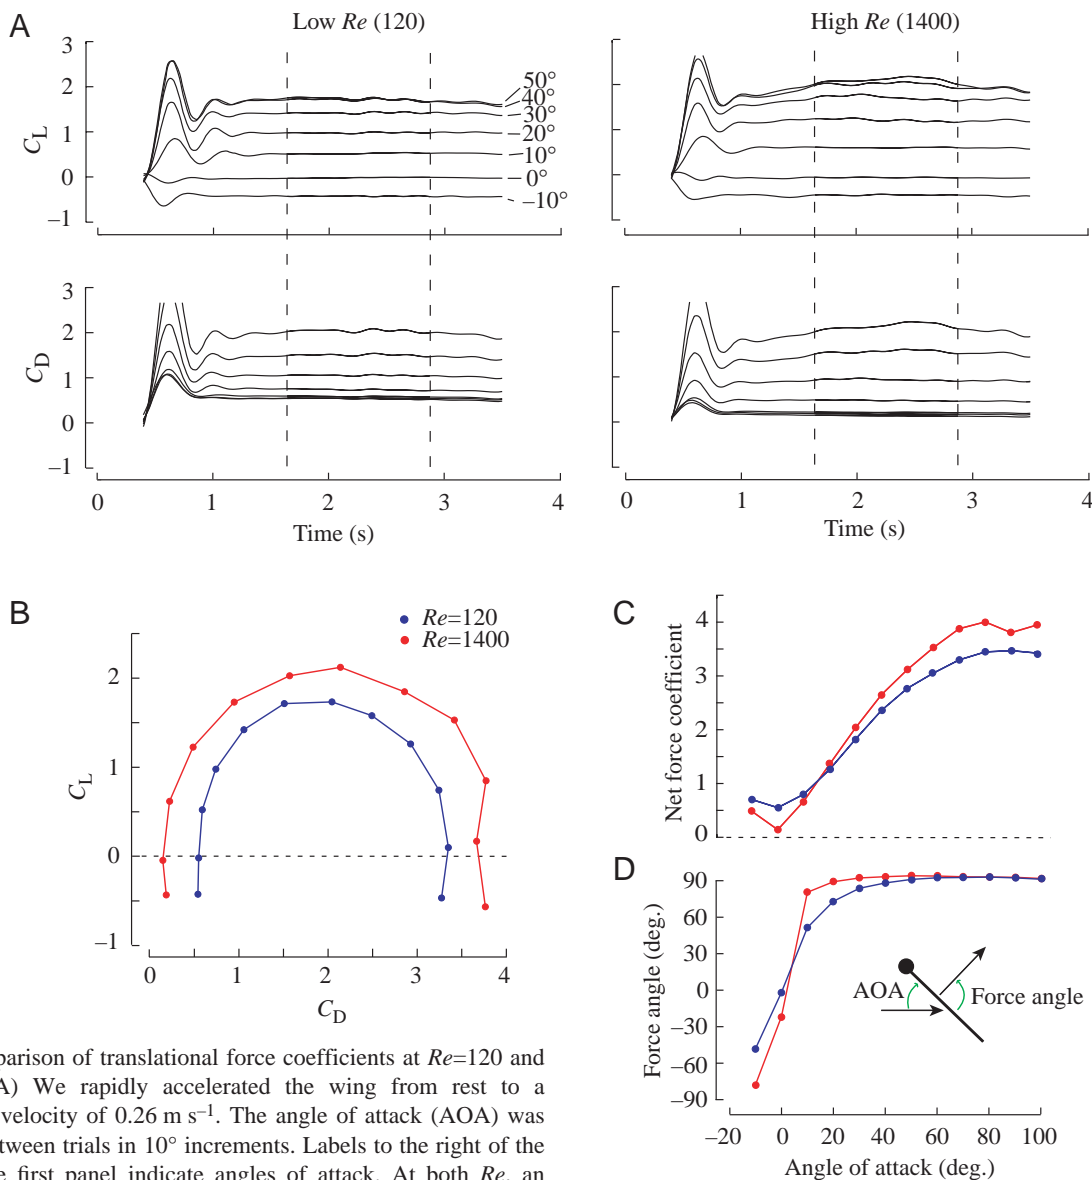 A
Low Re (120)
High Re (1400)
3
2
1
0
–1
CL
50°
40°
30°
20°
10°
0°
–10°
3
2
1
0
–1
CD
0 1 2 3 4
Time (s)
0 1 2 3 4
Time (s)
B
Re=120
Re=1400
2
1
0
–1
CL
0 1 2 3 4
CD
C
4
3
2
1
0
Net force coefficient
D
90
60
30
0
–30
–60
–90
Force angle (deg.)
AOA
Force angle
–20 0 20 40 60 80 100
Angle of attack (deg.)
parison of translational force coefficients at Re=120 and
A) We rapidly accelerated the wing from rest to a
velocity of 0.26 m s–1. The angle of attack (AOA) was
etween trials in 10° increments. Labels to the right of the
e first panel indicate angles of attack. At both Re, an